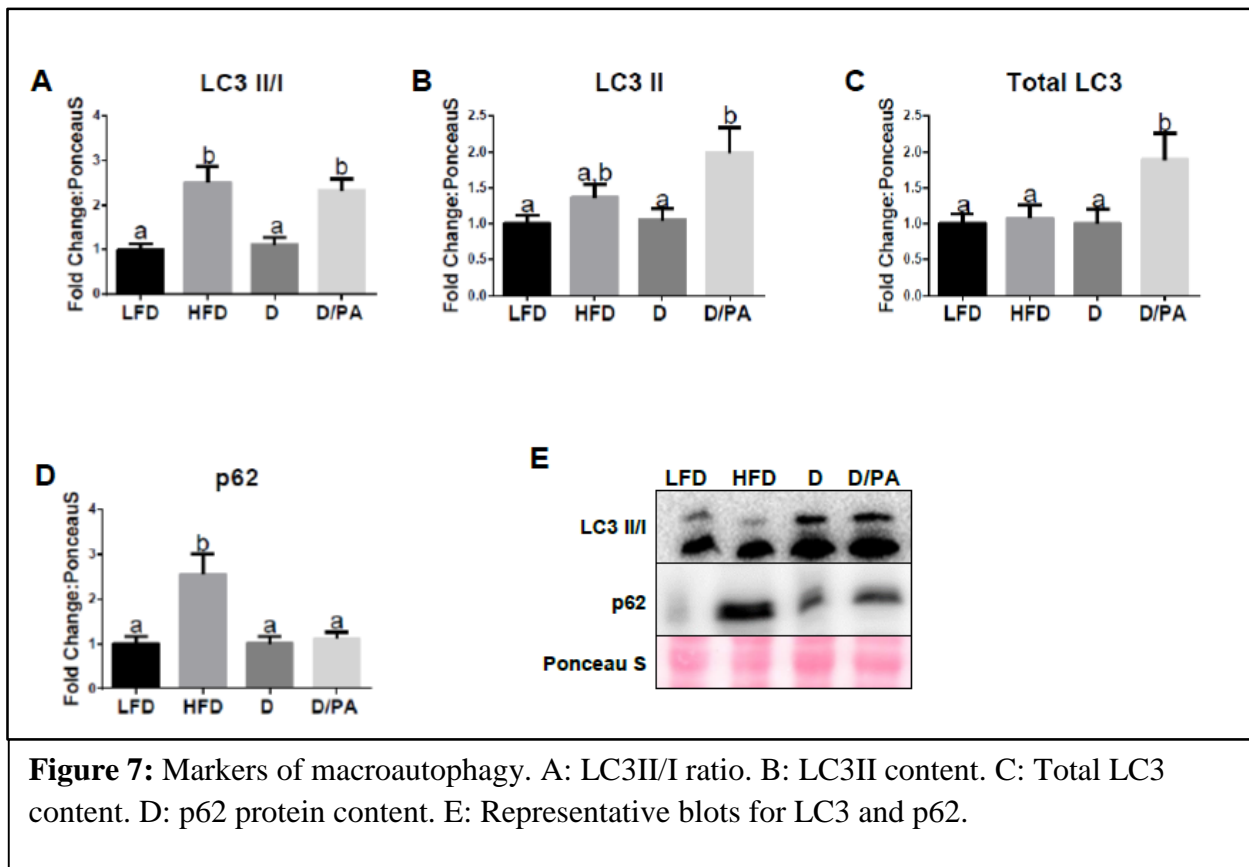 A
LC3 II/I
Fold Change:PonceauS
4
3
2
1
0
a
b
a
b
LFD HFD D D/PA
B
LC3 II
Fold Change:PonceauS
2.5
2.0
1.5
1.0
0.5
0.0
a
a,b
a
b
LFD HFD D D/PA
C
Total LC3
Fold Change:PonceauS
2.5
2.0
1.5
1.0
0.5
0.0
a
a
a
b
LFD HFD D D/PA
D
p62
Fold Change:PonceauS
4
3
2
1
0
a
b
a
a
LFD HFD D D/PA
E
LFD HFD D D/PA
LC3 II/I
p62
Ponceau S
Figure 7: Markers of macroautophagy. A: LC3II/I ratio. B: LC3II content. C: Total LC3
content. D: p62 protein content. E: Representative blots for LC3 and p62.